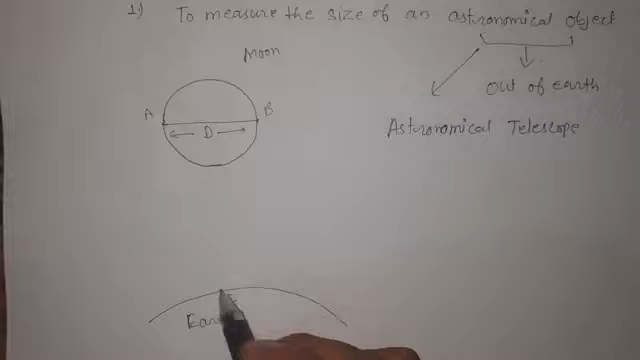 1) To measure the size of an astronomical object
Moon
Out of Earth
A
B
D
Astronomical Telescope